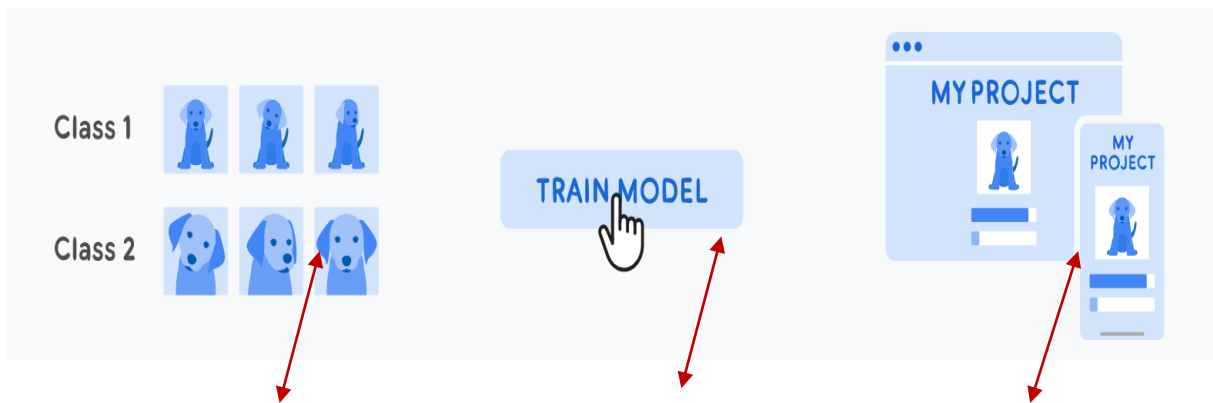 Class 1
Class 2
TRAIN MODEL
MY PROJECT
MY
PROJECT